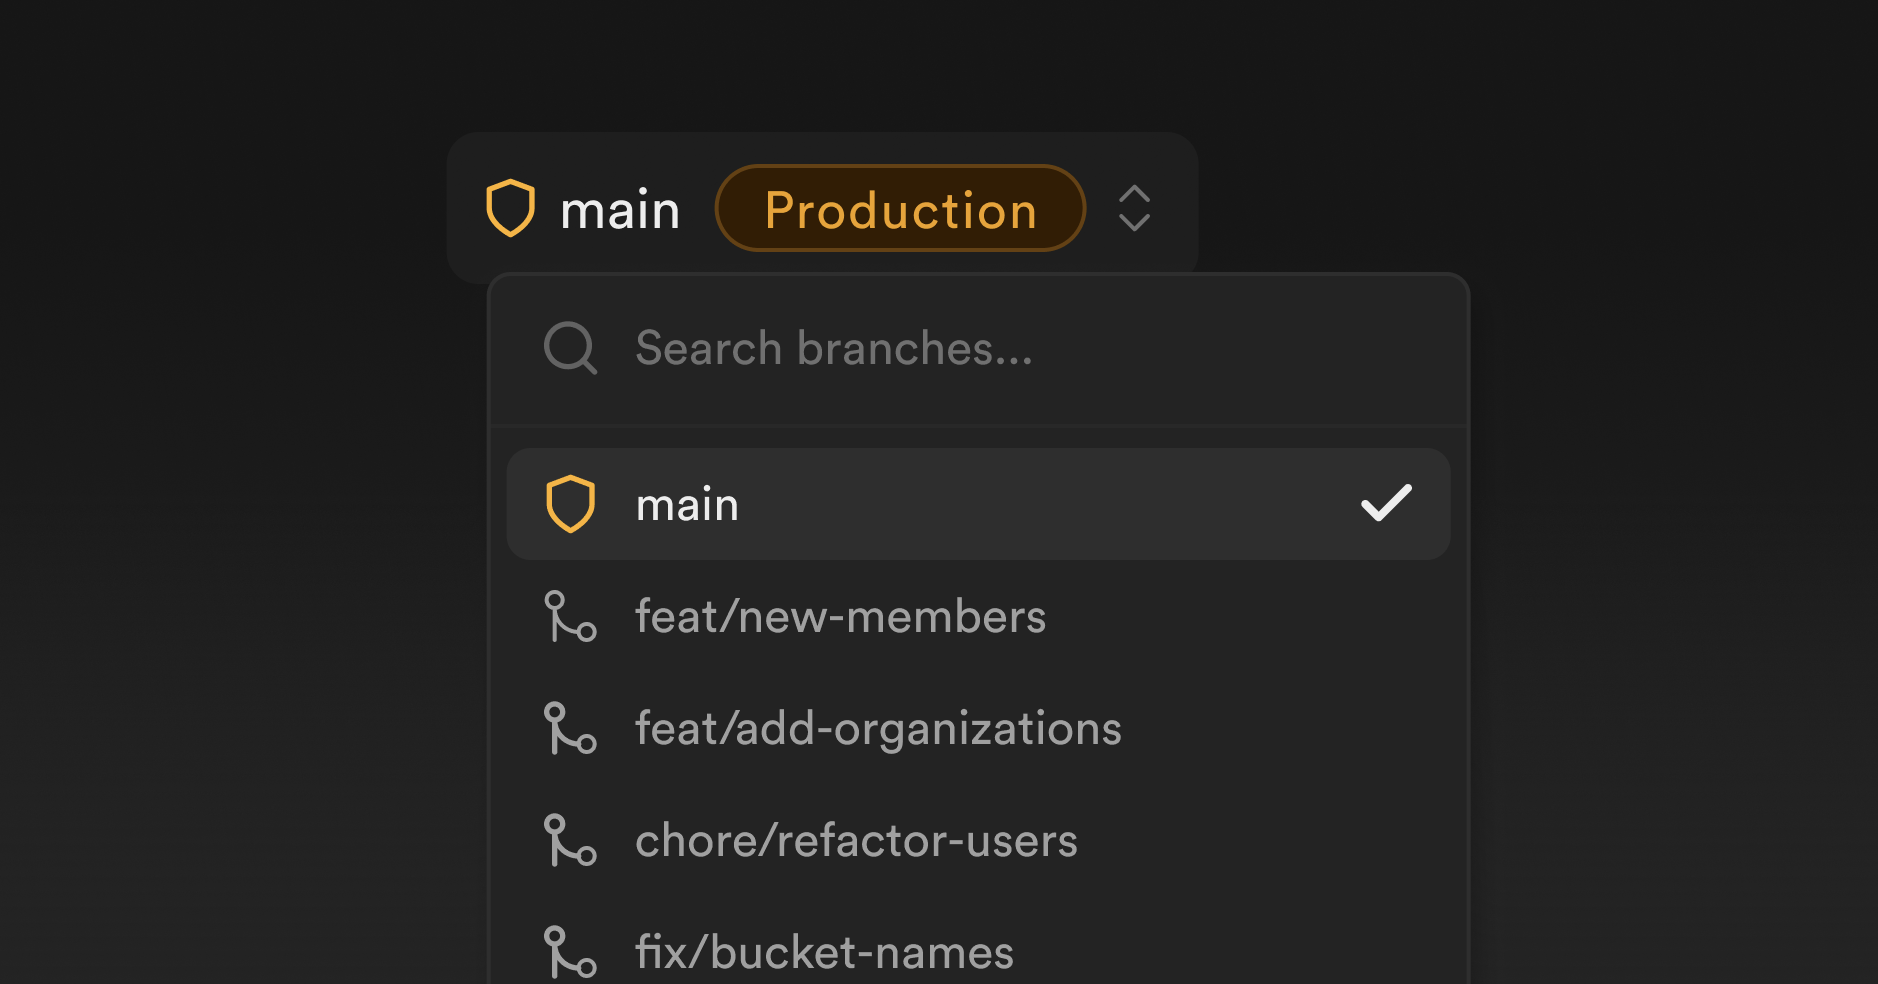 main Production
Search branches...
main
feat/new-members
feat/add-organizations
chore/refactor-users
fix/bucket-names